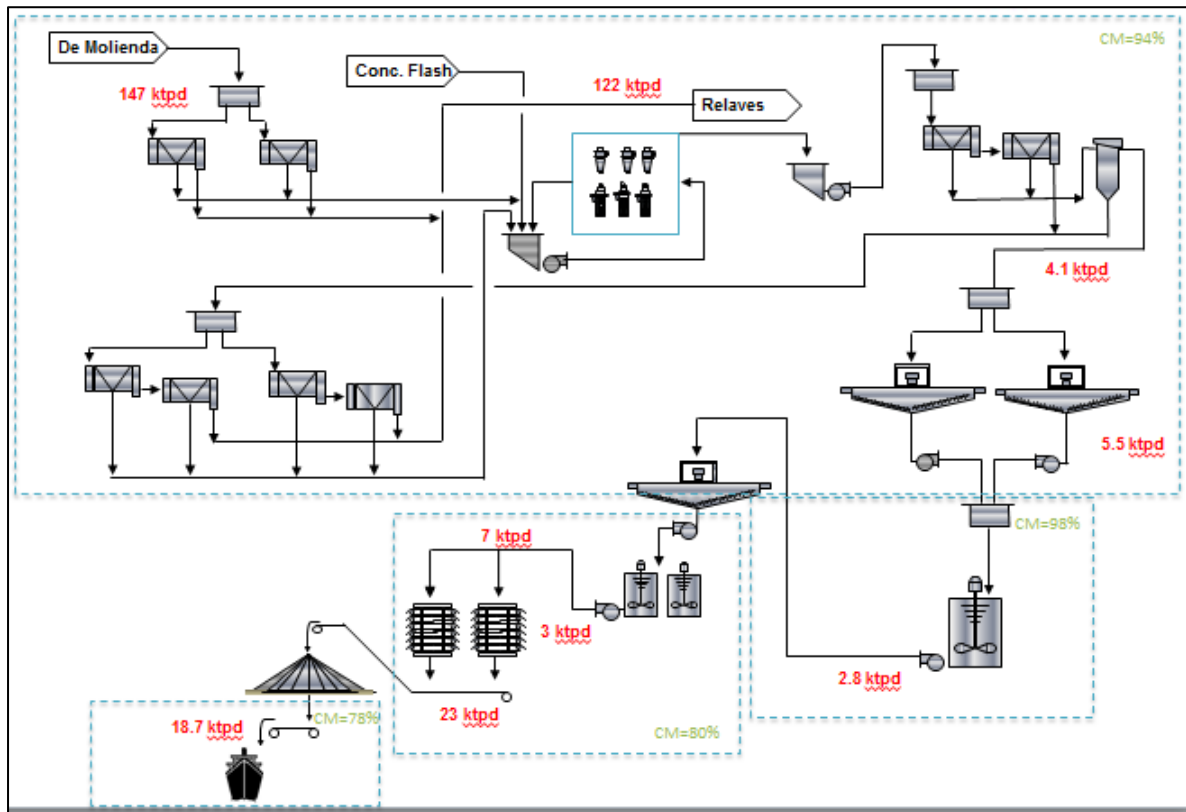 De Molienda
CM=94%
Conc. Flash
147 ktpd
122 ktpd
Relaves
4.1 ktpd
5.5 ktpd
CM=98%
7 ktpd
3 ktpd
2.8 ktpd
23 ktpd
CM=78%
18.7 ktpd
CM=80%